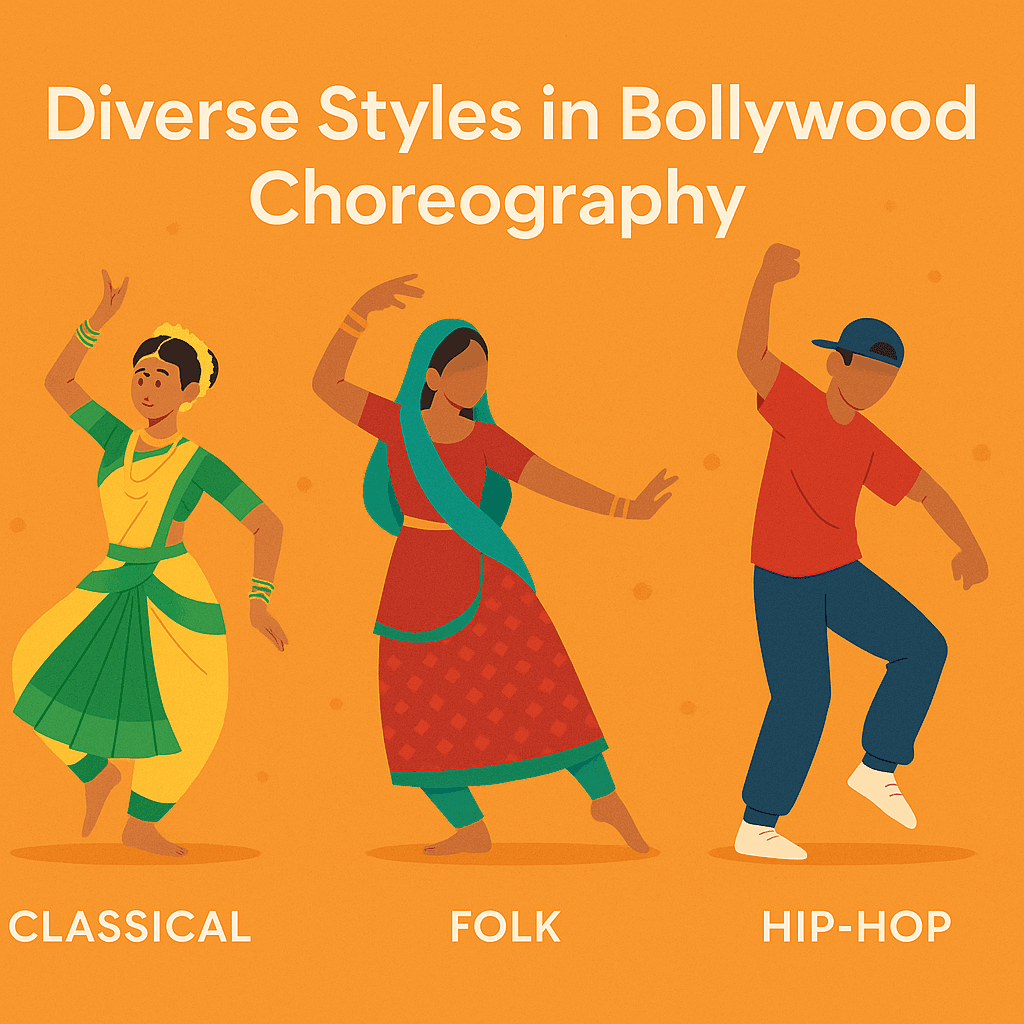 Diverse Styles in Bollywood
Choreography
CLASSICAL
FOLK
HIP-HOP